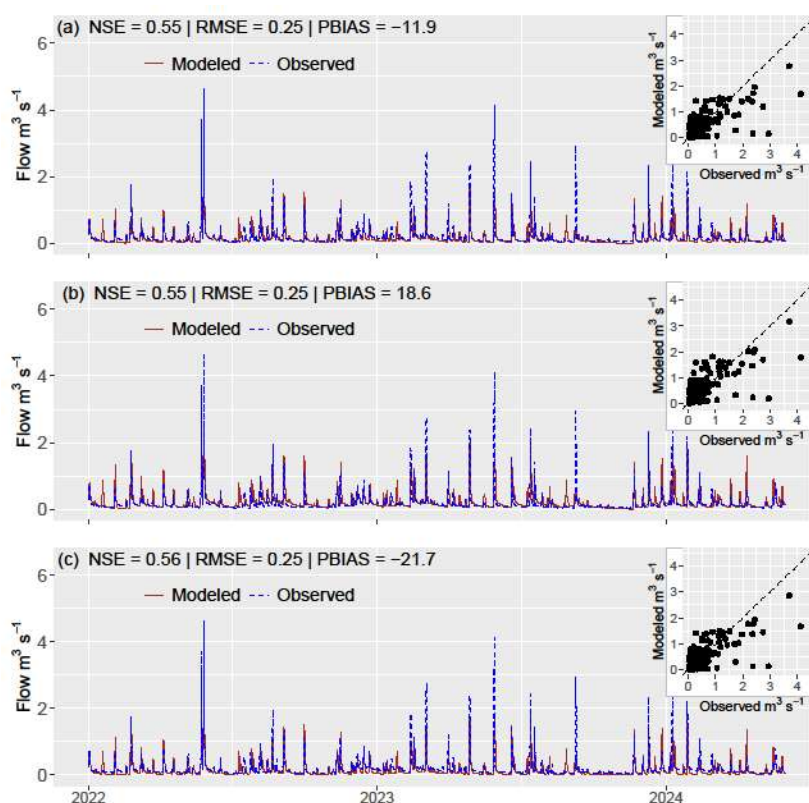 (a) NSE = 0.55 | RMSE = 0.25 | PBIAS = −11.9
Modeled Observed
Flow m³ s⁻¹
6
4
2
0
Modeled m³ s⁻¹
4
3
2
1
0
0 1 2 3 4
Observed m³ s⁻¹
(b) NSE = 0.55 | RMSE = 0.25 | PBIAS = 18.6
Modeled Observed
Flow m³ s⁻¹
6
4
2
0
Modeled m³ s⁻¹
4
3
2
1
0
0 1 2 3 4
Observed m³ s⁻¹
(c) NSE = 0.56 | RMSE = 0.25 | PBIAS = −21.7
Modeled Observed
Flow m³ s⁻¹
6
4
2
0
Modeled m³ s⁻¹
4
3
2
1
0
0 1 2 3 4
Observed m³ s⁻¹
2022 2023 2024